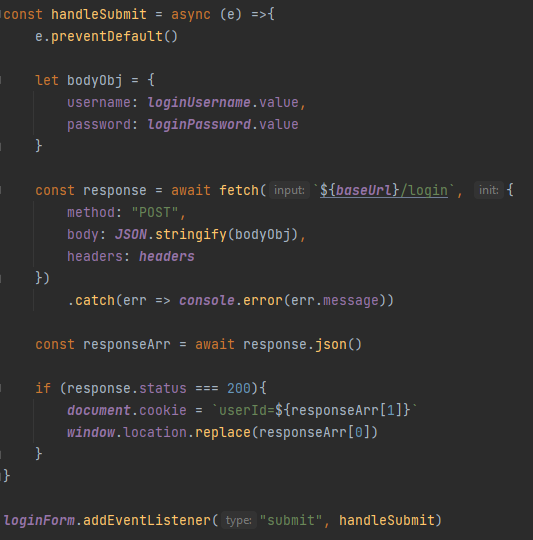 const handleSubmit = async (e) =>{
e.preventDefault()
let bodyObj = {
username: loginUsername.value,
password: loginPassword.value
}
const response = await fetch( input: `${baseUrl}/login`, init: {
method: "POST",
body: JSON.stringify(bodyObj),
headers: headers
})
.catch(err => console.error(err.message))
const responseArr = await response.json()
if (response.status === 200){
document.cookie = `userId=${responseArr[1]}`
window.location.replace(responseArr[0])
}
}
loginForm.addEventListener( type: "submit", handleSubmit)